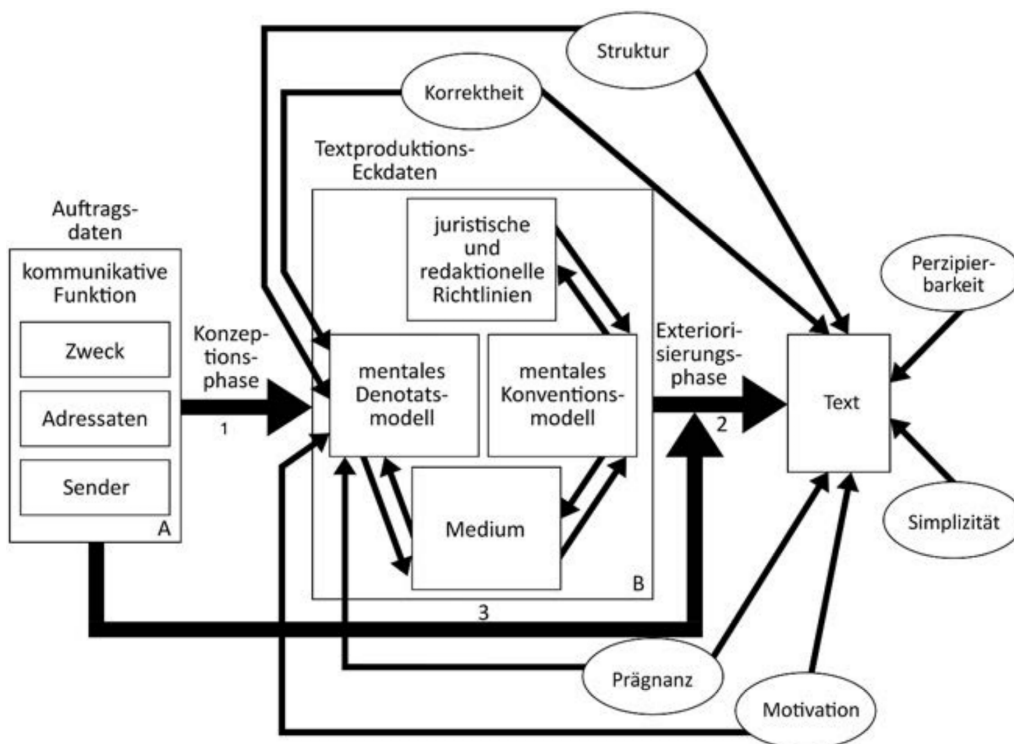 Struktur
Korrektheit
Textproduktions-
Eckdaten
Auftrags-
daten
kommunikative
Funktion
Zweck
Adressaten
Sender
A
Konzep-
tions-
phase
1
juristische
und
redaktionelle
Richtlinien
mentales
Denotats-
modell
mentales
Konventions-
modell
Medium
B
3
Exteriori-
sierungs-
phase
2
Text
Perzipier-
barkeit
Simplizität
Prägnanz
Motivation